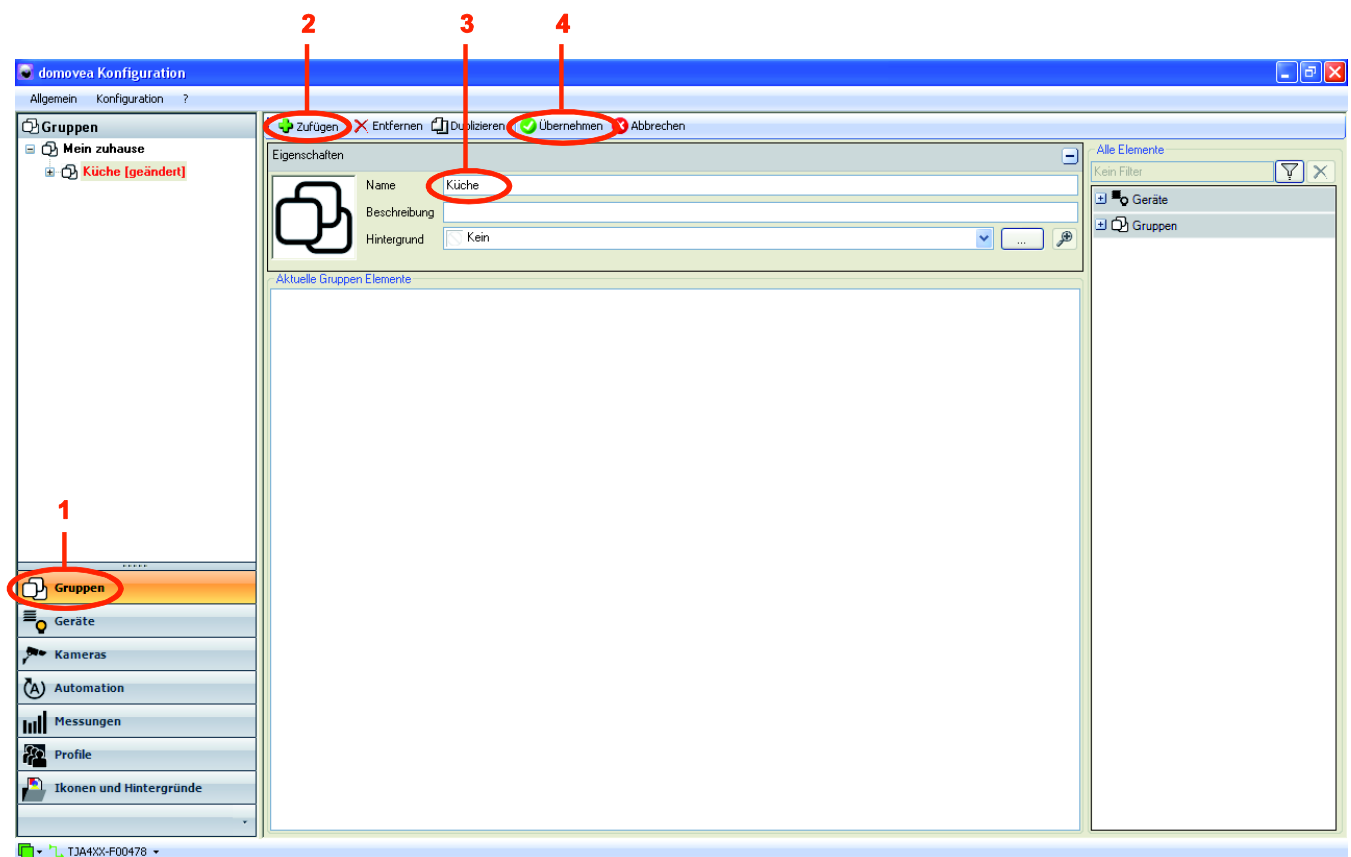 2 3 4
domovea Konfiguration
Allgemein Konfiguration ?
Gruppen
Zufügen Entfernen Duplizieren Übernehmen Abbrechen
Mein zuhause
Küche [geändert]
Eigenschaften
Name Küche
Beschreibung
Hintergrund Kein ...
Aktuelle Gruppen Elemente
Alle Elemente
Kein Filter
Geräte
Gruppen
1
Gruppen
Geräte
Kameras
Automation
Messungen
Profile
Ikonen und Hintergründe
TJA4XX-F00478